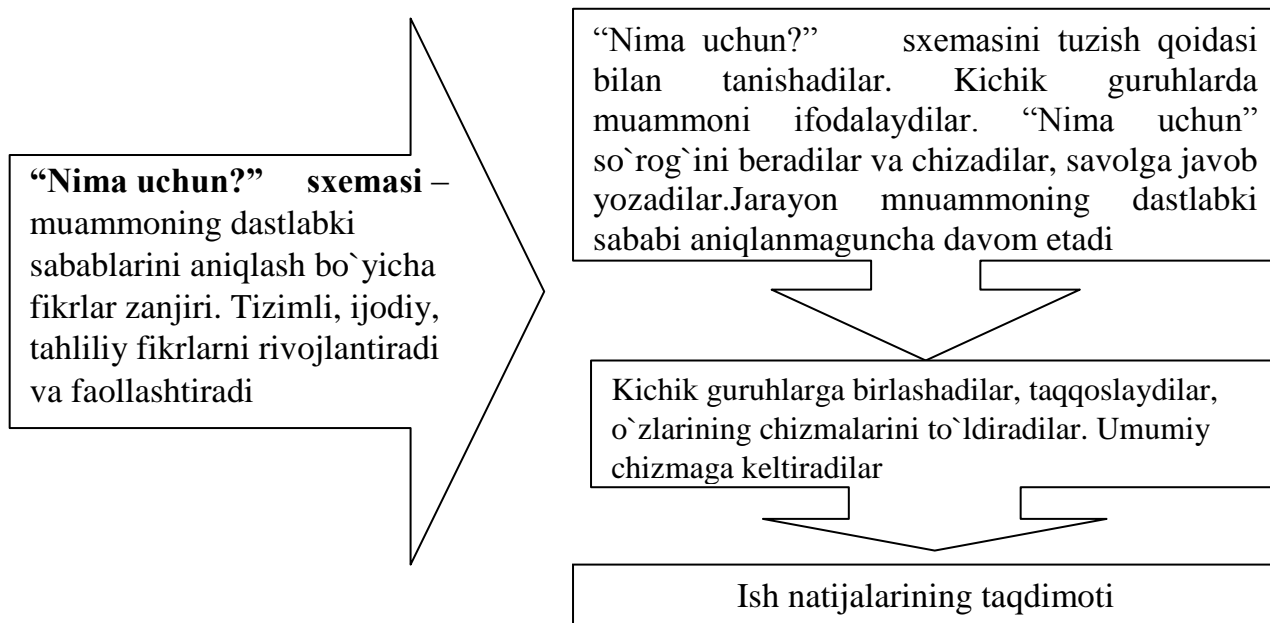 “Nima uchun?” sxemasi –
muammoning dastlabki
sabablarini aniqlash bo`yicha
fikrlar zanjiri. Tizimli, ijodiy,
tahliliy fikrlarni rivojlantiradi
va faollashtiradi
“Nima uchun?” sxemasini tuzish qoidasi
bilan tanishadilar. Kichik guruhlarda
muammoni ifodalaydilar. “Nima uchun”
so`rog`ini beradilar va chizadilar, savolga javob
yozadilar.Jarayon mnuammoning dastlabki
sababi aniqlanmaguncha davom etadi
Kichik guruhlarga birlashadilar, taqqoslaydilar,
o`zlarining chizmalarini to`ldiradilar. Umumiy
chizmaga keltiradilar
Ish natijalarining taqdimoti